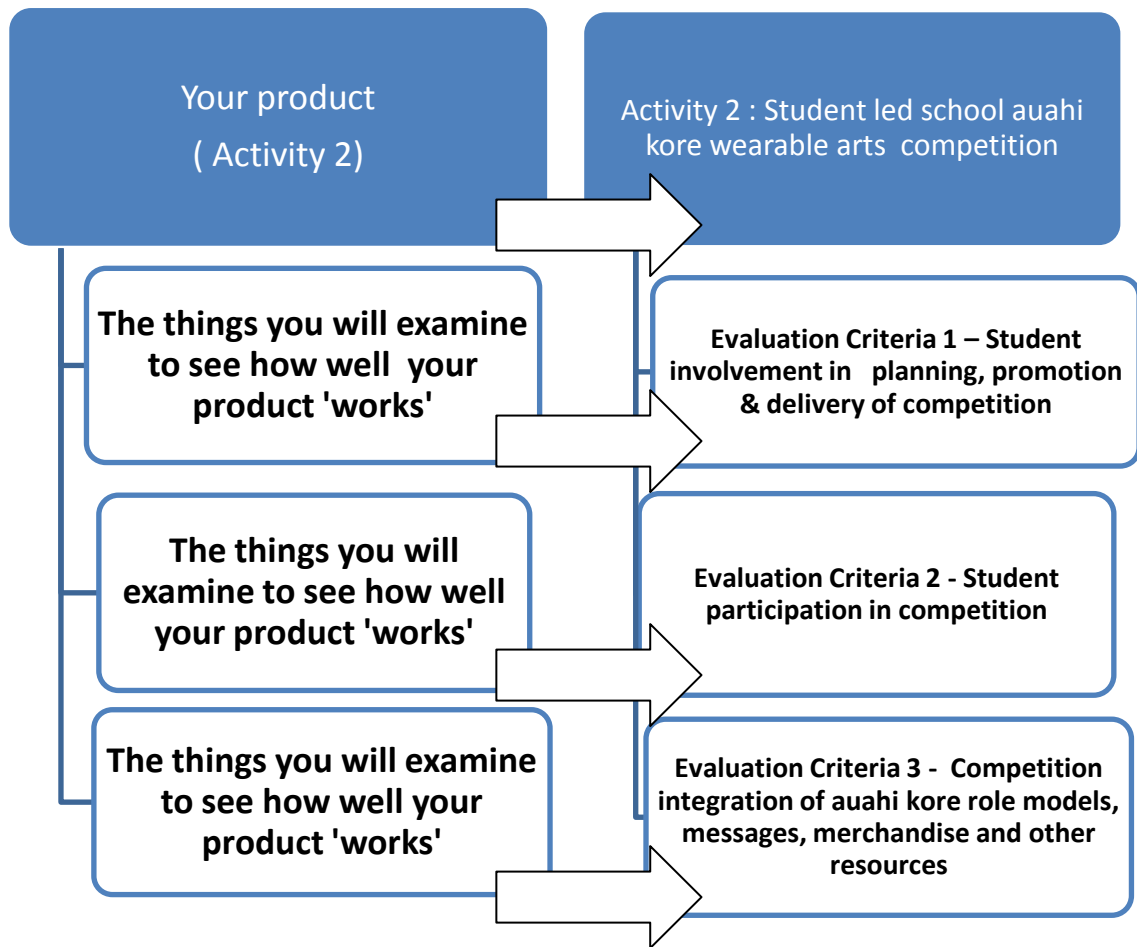 Your product
( Activity 2)
Activity 2 : Student led school auahi
kore wearable arts competition
The things you will examine
to see how well your
product 'works'
Evaluation Criteria 1 – Student
involvement in planning, promotion
& delivery of competition
The things you will
examine to see how well
your product 'works'
Evaluation Criteria 2 - Student
participation in competition
The things you will examine
to see how well your
product 'works'
Evaluation Criteria 3 - Competition
integration of auahi kore role models,
messages, merchandise and other
resources